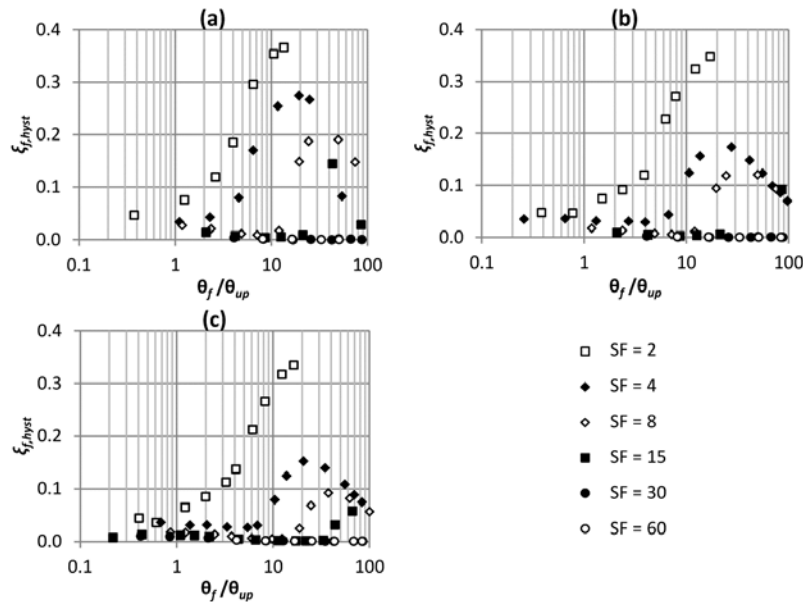 (a)
0.4
0.3
0.2
0.1
0.0
ξf,hyst
0.1 1 10 100
θf/θup
(b)
0.4
0.3
0.2
0.1
0.0
ξf,hyst
0.1 1 10 100
θf/θup
(c)
0.4
0.3
0.2
0.1
0.0
ξf,hyst
0.1 1 10 100
θf/θup
SF = 2
SF = 4
SF = 8
SF = 15
SF = 30
SF = 60